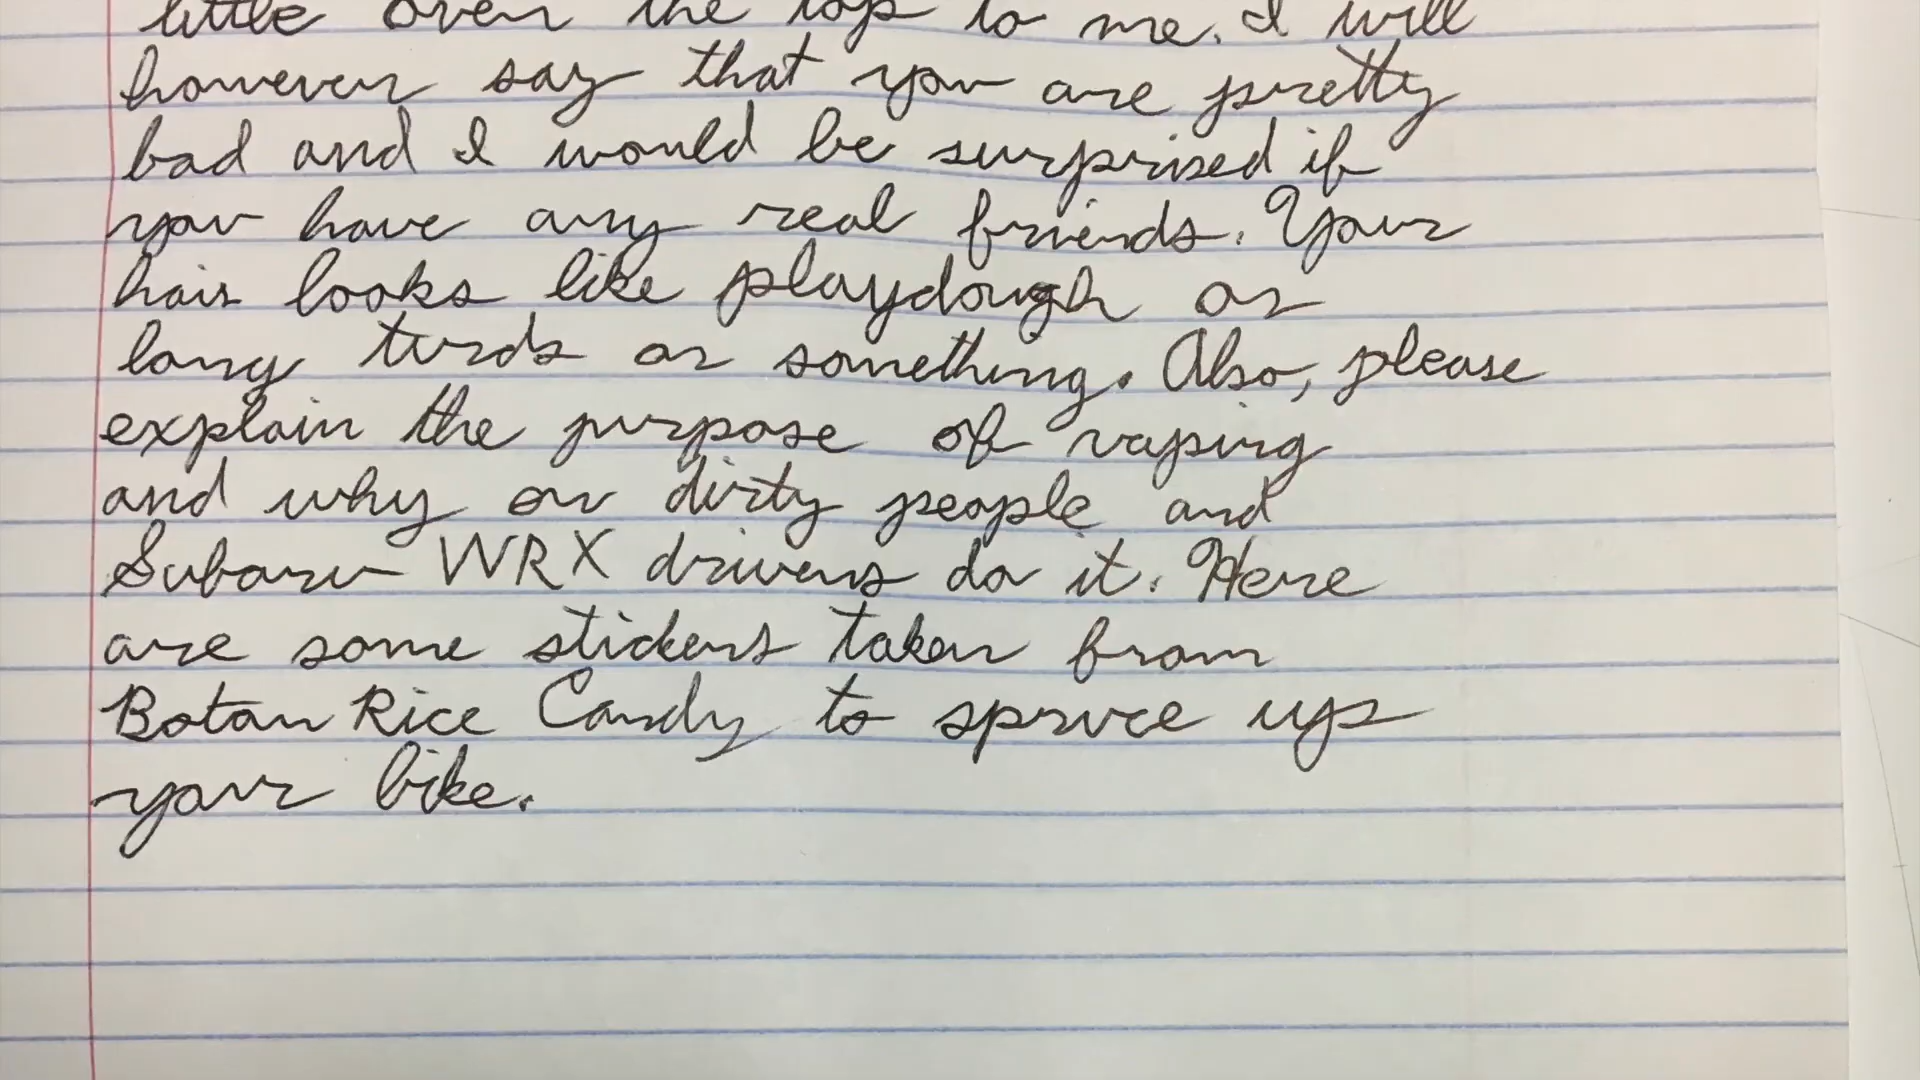 little over the top to me. I will
however say that you are pretty
bad and I would be surprised if
you have any real friends. Your
hair looks like playdough or
long turds or something. Also, please
explain the purpose of vaping
and why on dirty people and
Subaru WRX drivers do it. Here
are some stickers taken from
Botan Rice Candy to spruce up
your bike.